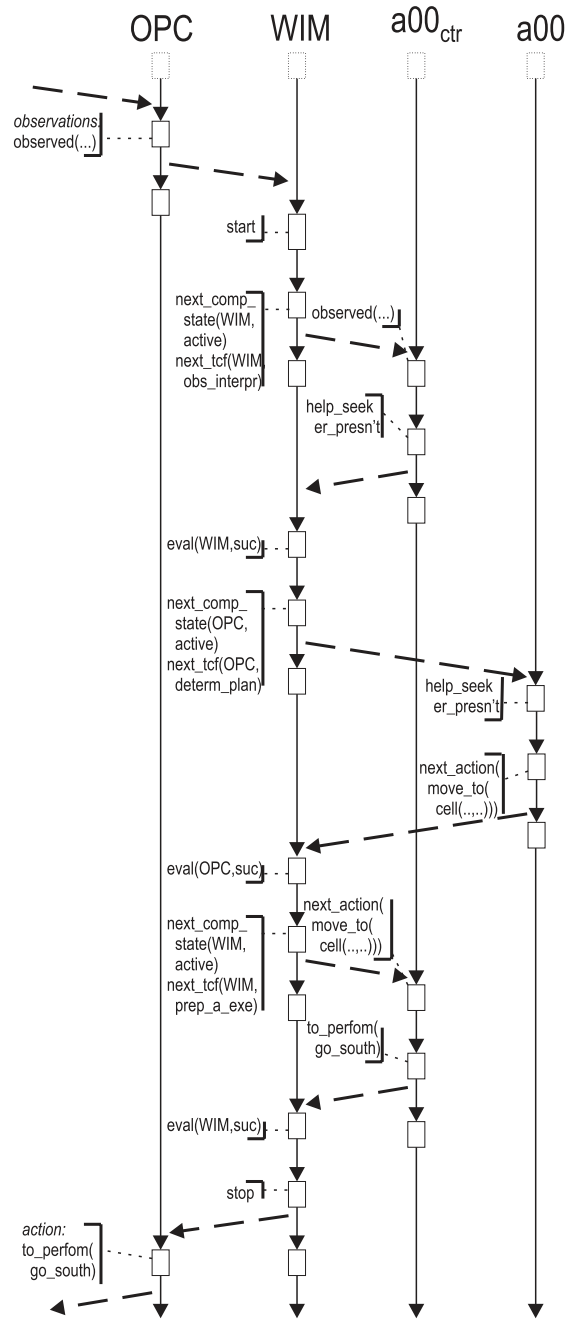 OPC WIM a00ctr a00
observations:
observed(...)
start
next_comp_
state(WIM,
active)
next_tcf(WIM,
obs_interpr)
observed(...)
help_seek
er_presn't
eval(WIM,suc)
next_comp_
state(OPC,
active)
next_tcf(OPC,
determ_plan)
help_seek
er_presn't
next_action(
move_to(
cell(..,..)))
eval(OPC,suc)
next_action(
move_to(
cell(..,..)))
next_comp_
state(WIM,
active)
next_tcf(WIM,
prep_a_exe)
to_perfom(
go_south)
eval(WIM,suc)
stop
action:
to_perfom(
go_south)